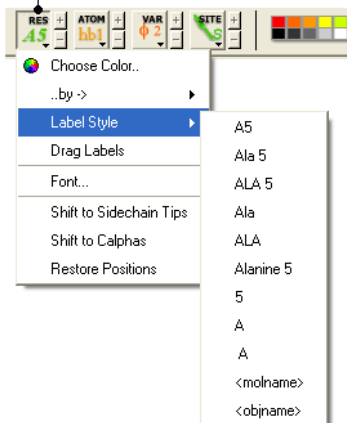 RES + ATOM + VAR + SITE +
A5 - hb1 - ϕ 2 - S -
Choose Color..
..by ->
Label Style
Drag Labels
Font...
Shift to Sidechain Tips
Shift to Calphas
Restore Positions
A5
Ala 5
ALA 5
Ala
ALA
Alanine 5
5
A
A
<molname>
<objname>